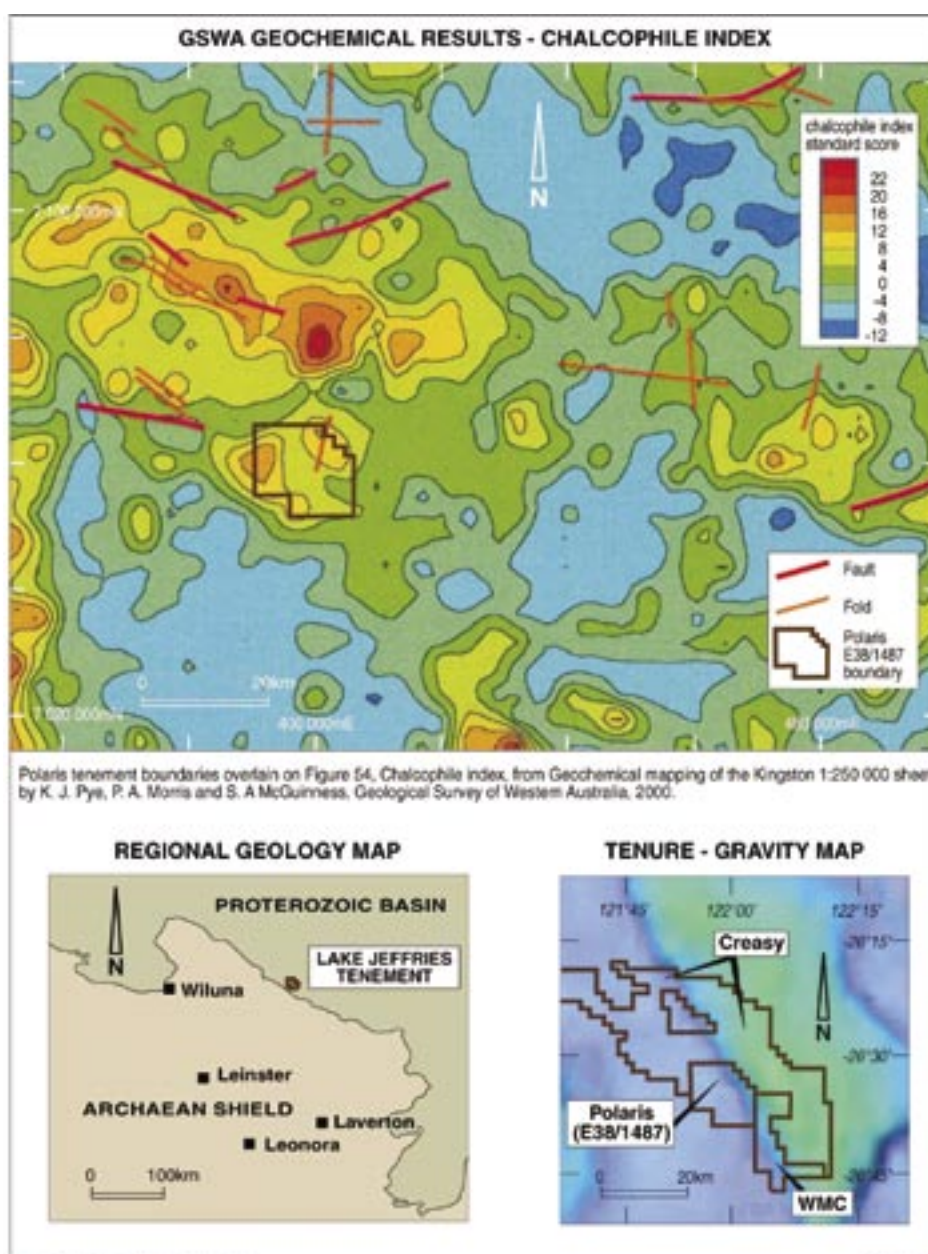 GSWA GEOCHEMICAL RESULTS - CHALCOPHILE INDEX
chalcophile index
standard score
22
20
16
12
8
4
0
-4
-8
-12
N
Fault
Fold
Polaris
E38/1487
boundary
0 20km
400 000mE
Polaris tenement boundaries overlain on Figure 54, Chalcophile index, from Geochemical mapping of the Kingston 1:250 000 sheet
by K. J. Pye, P. A. Morris and S. A McGuinness, Geological Survey of Western Australia, 2000.
REGIONAL GEOLOGY MAP
PROTEROZOIC BASIN
N
LAKE JEFFRIES
TENEMENT
Wiluna
Leinster
ARCHAEAN SHIELD
Laverton
Leonora
0 100km
TENURE - GRAVITY MAP
121°45' 122°00' 122°15'
-26°15'
Creasy
N
-26°30'
Polaris
(E38/1487)
0 20km
-26°45'
WMC